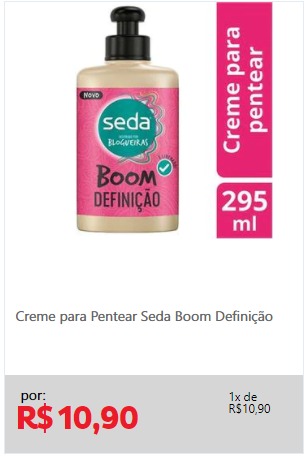 NOVO
seda
BLOGUEIRAS
BOOM
DEFINIÇÃO
Creme para
pentear
295
ml
Creme para Pentear Seda Boom Definição
por:
R$ 10,90
1x de
R$10,90